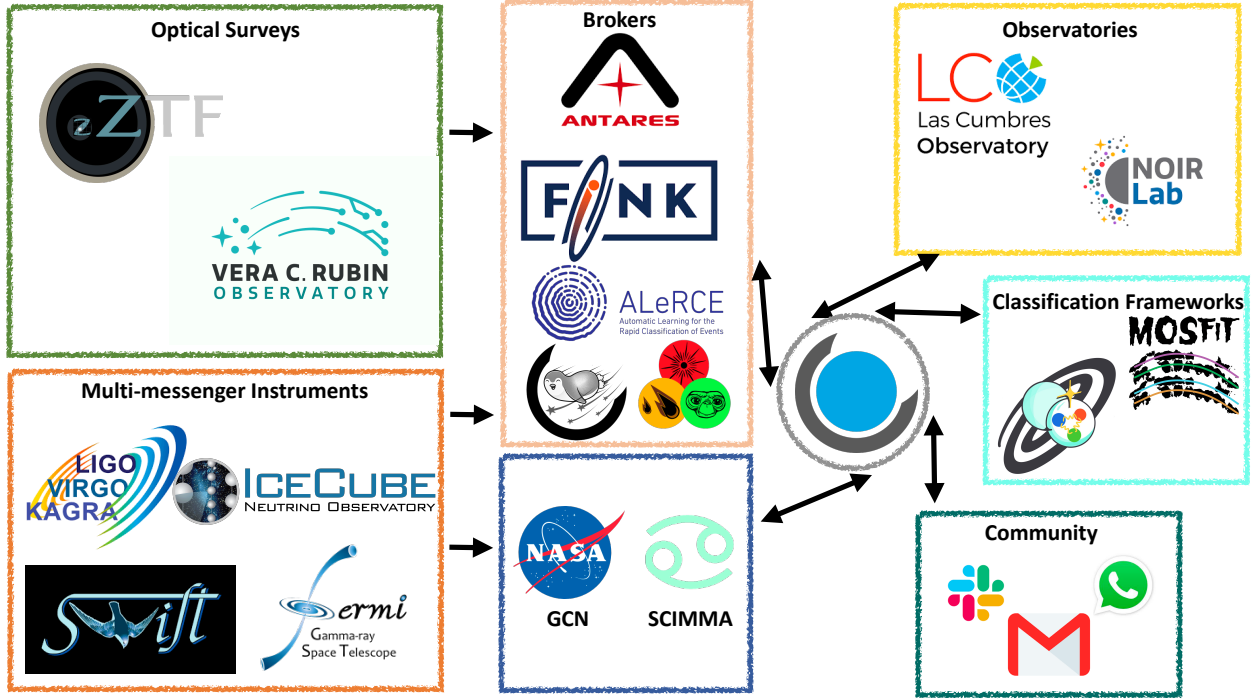 Optical Surveys
zZTF
VERA C. RUBIN
OBSERVATORY
Multi-messenger Instruments
LIGO
VIRGO
KAGRA
ICECUBE
NEUTRINO OBSERVATORY
Swift
Fermi
Gamma-ray
Space Telescope
Brokers
ANTARES
FINK
ALeRCE
Automatic Learning for the
Rapid Classification of Events
NASA
GCN
SCIMMA
Observatories
LCO
Las Cumbres
Observatory
NOIR
Lab
Classification Frameworks
MOSFiT
Community